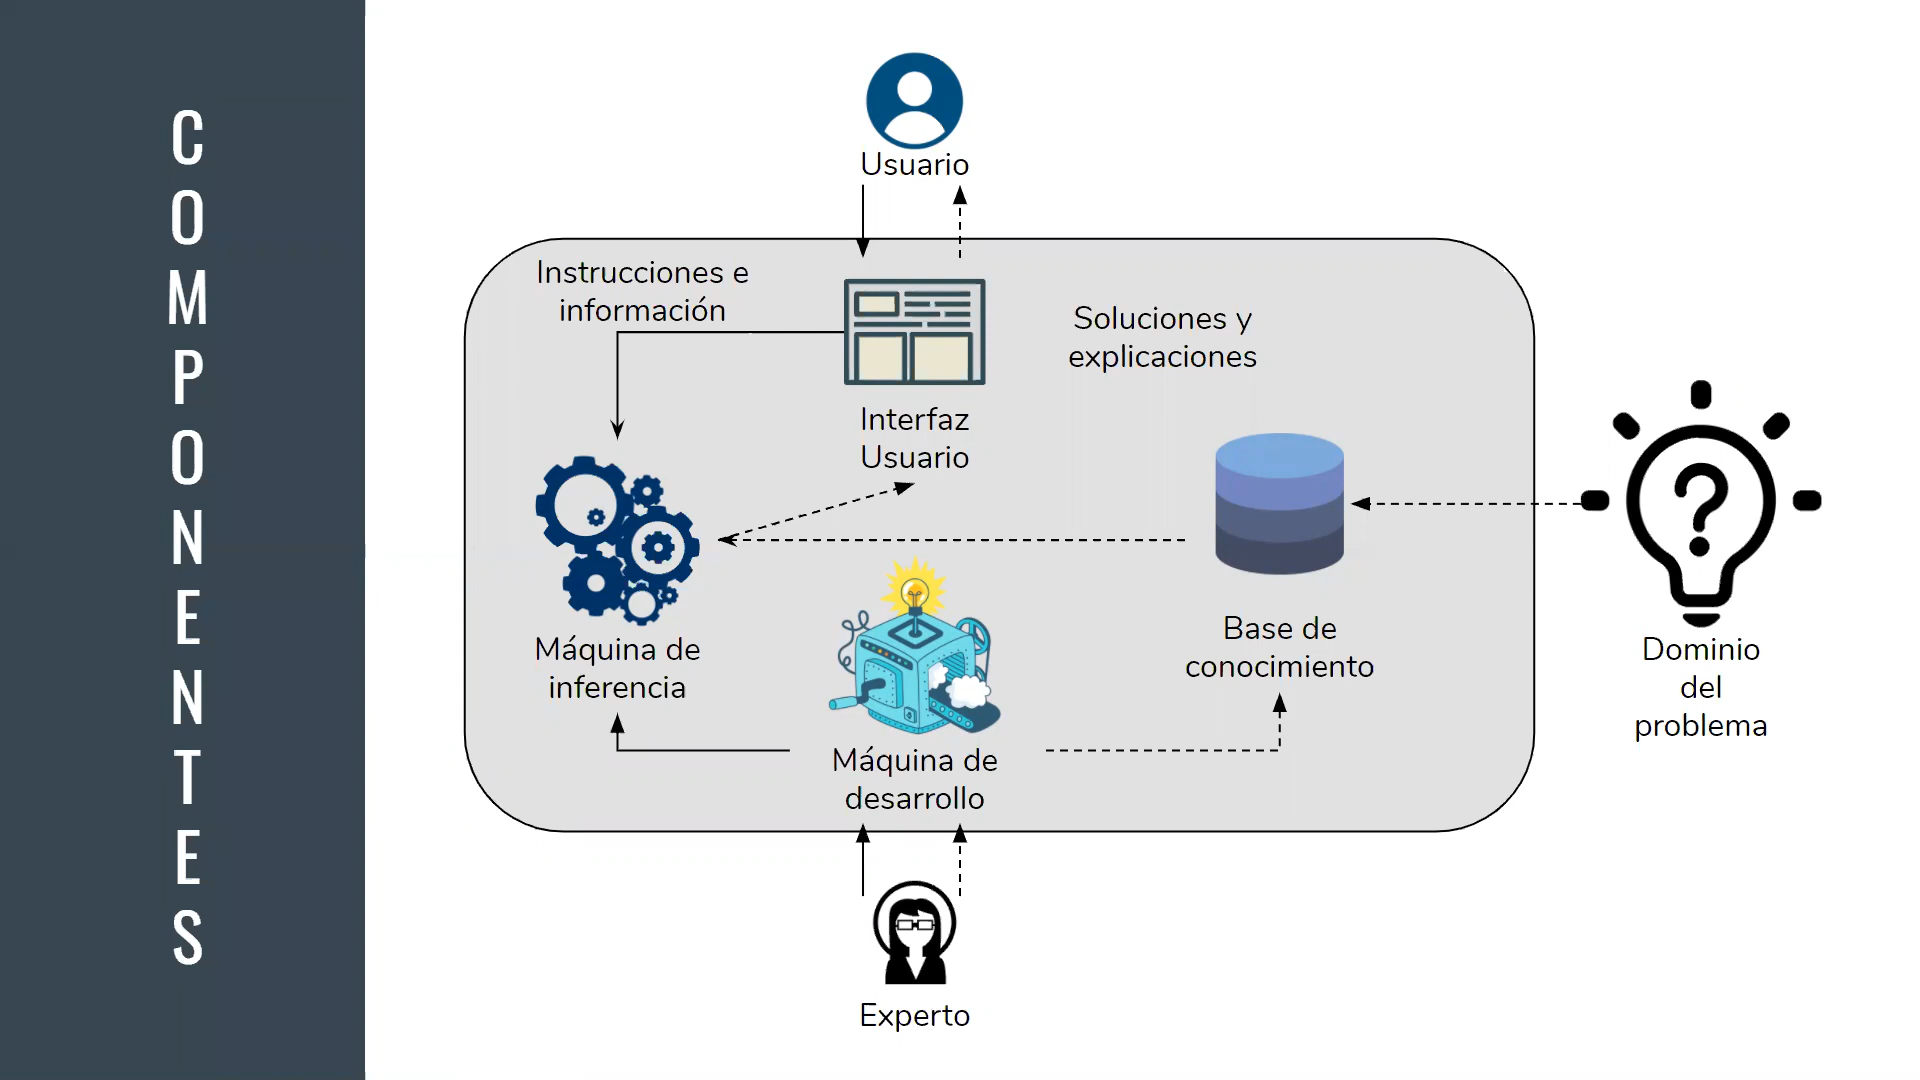 COMPONENTES
Usuario
Instrucciones e
información
Soluciones y
explicaciones
Interfaz
Usuario
Máquina de
inferencia
Base de
conocimiento
Dominio
del
problema
Máquina de
desarrollo
Experto